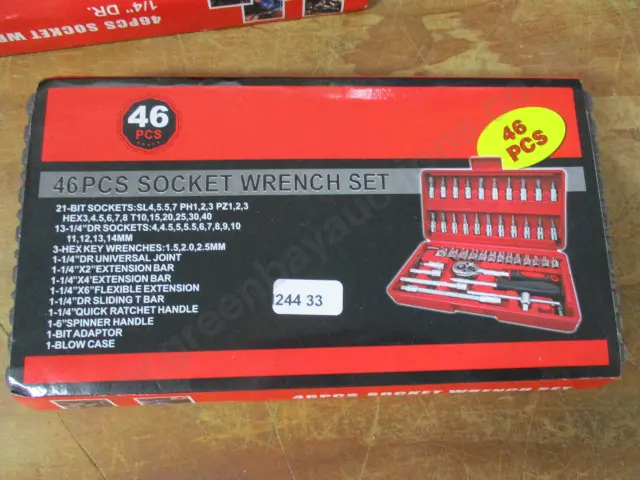 46PCS SOCKET WR
1/4" DR.
46
PCS
46
PCS
46PCS SOCKET WRENCH SET
21-BIT SOCKETS:SL4,5.5,7 PH1,2,3 PZ1,2,3
HEX3,4,5,6,7,8 T10,15,20,25,30,40
13-1/4"DR SOCKETS:4,4.5,5,5.5,6,7,8,9,10
11,12,13,14MM
3-HEX KEY WRENCHES:1.5,2.0,2.5MM
1-1/4"DR UNIVERSAL JOINT
1-1/4"X2"EXTENSION BAR
1-1/4"X4'EXTENSION BAR
1-1/4"X6"FLEXIBLE EXTENSION
1-1/4"DR SLIDING T BAR
1-1/4"QUICK RATCHET HANDLE
1-6"SPINNER HANDLE
1-BIT ADAPTOR
1-BLOW CASE
244 33
46PCS SOCKET WRENCH SET